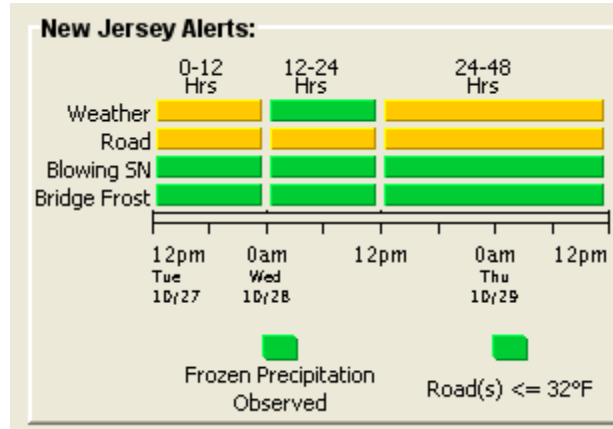 New Jersey Alerts:
0-12 12-24 24-48
Hrs Hrs Hrs
Weather
Road
Blowing SN
Bridge Frost
12pm 0am 12pm 0am 12pm
Tue Wed Thu
10/27 10/28 10/29
Frozen Precipitation
Observed
Road(s) <= 32°F